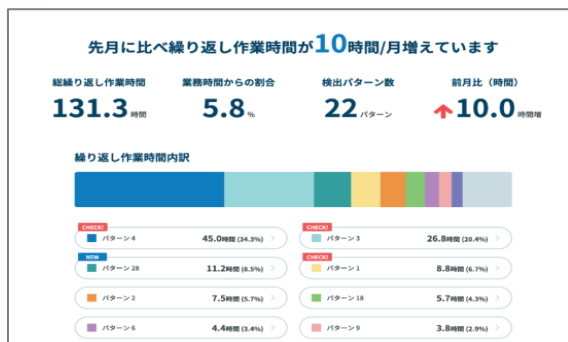 先月に比べ繰り返し作業時間が10時間/月増えています
総繰り返し作業時間 業務時間からの割合 検出パターン数 前月比（時間）
131.3時間 5.8% 22パターン 10.0時間増
繰り返し作業時間内訳
CHECK! CHECK!
パターン 4 45.0時間 (34.3%) パターン 3 26.8時間 (20.4%)
NEW CHECK!
パターン 28 11.2時間 (8.5%) パターン 1 8.8時間 (6.7%)
パターン 2 7.5時間 (5.7%) パターン 18 5.7時間 (4.3%)
パターン 6 4.4時間 (3.4%) パターン 9 3.8時間 (2.9%)